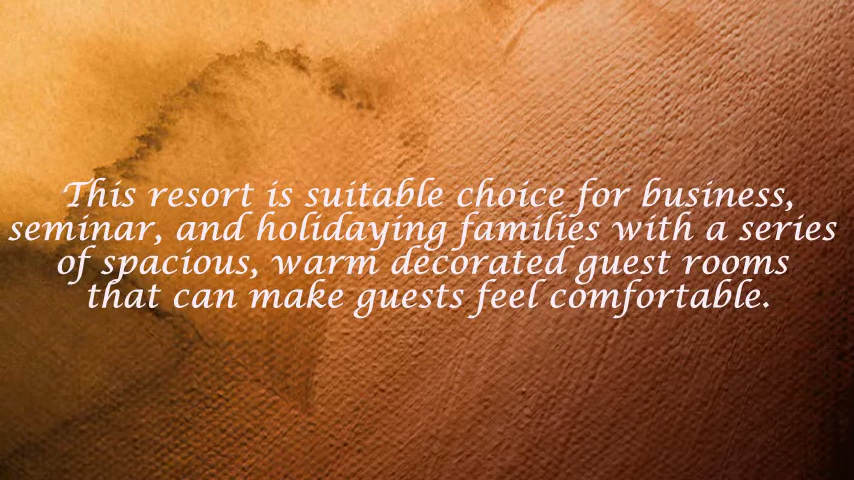 This resort is suitable choice for business,
seminar, and holidaying families with a series
of spacious, warm decorated guest rooms
that can make guests feel comfortable.